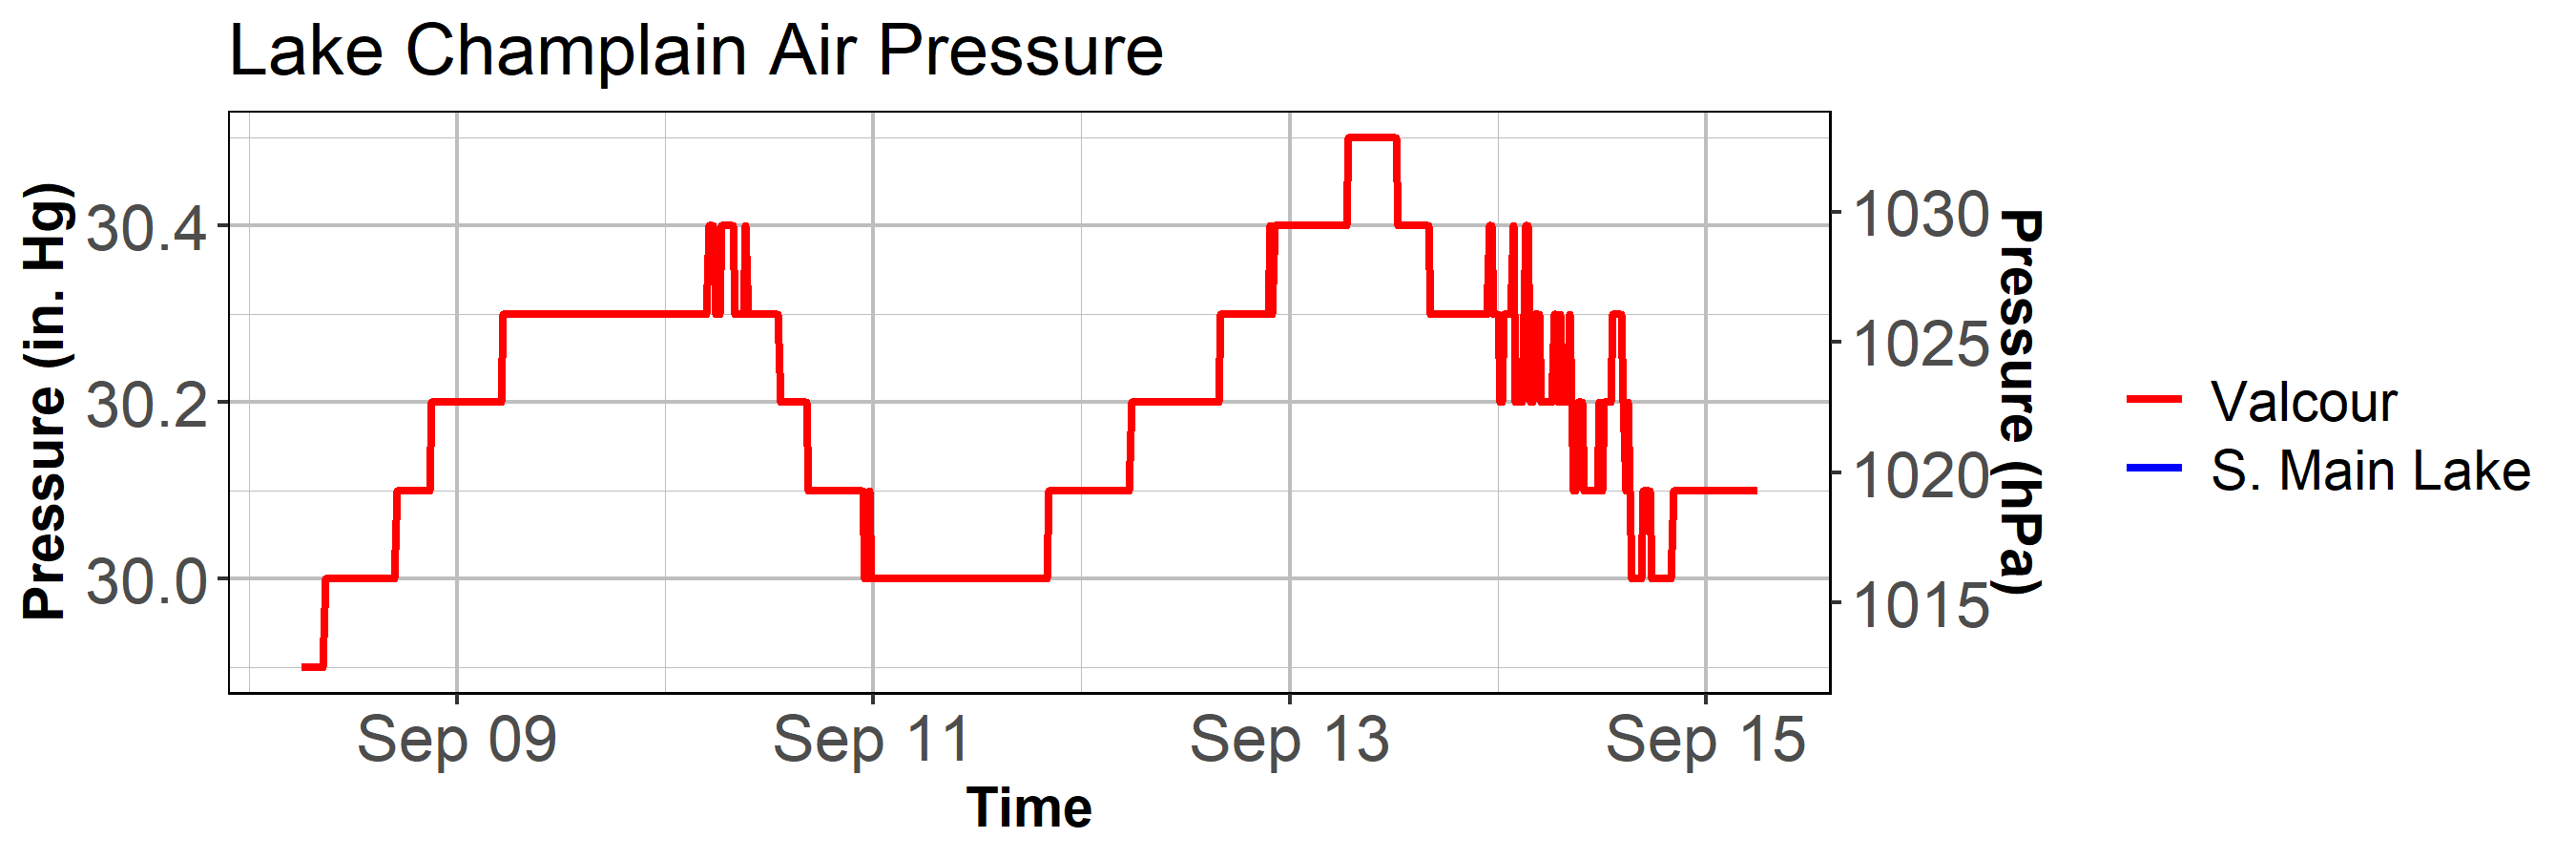 Lake Champlain Air Pressure
Pressure (in. Hg)
30.4
30.2
30.0
1030
1025
1020
1015
Pressure (hPa)
Sep 09
Sep 11
Sep 13
Sep 15
Time
Valcour
S. Main Lake